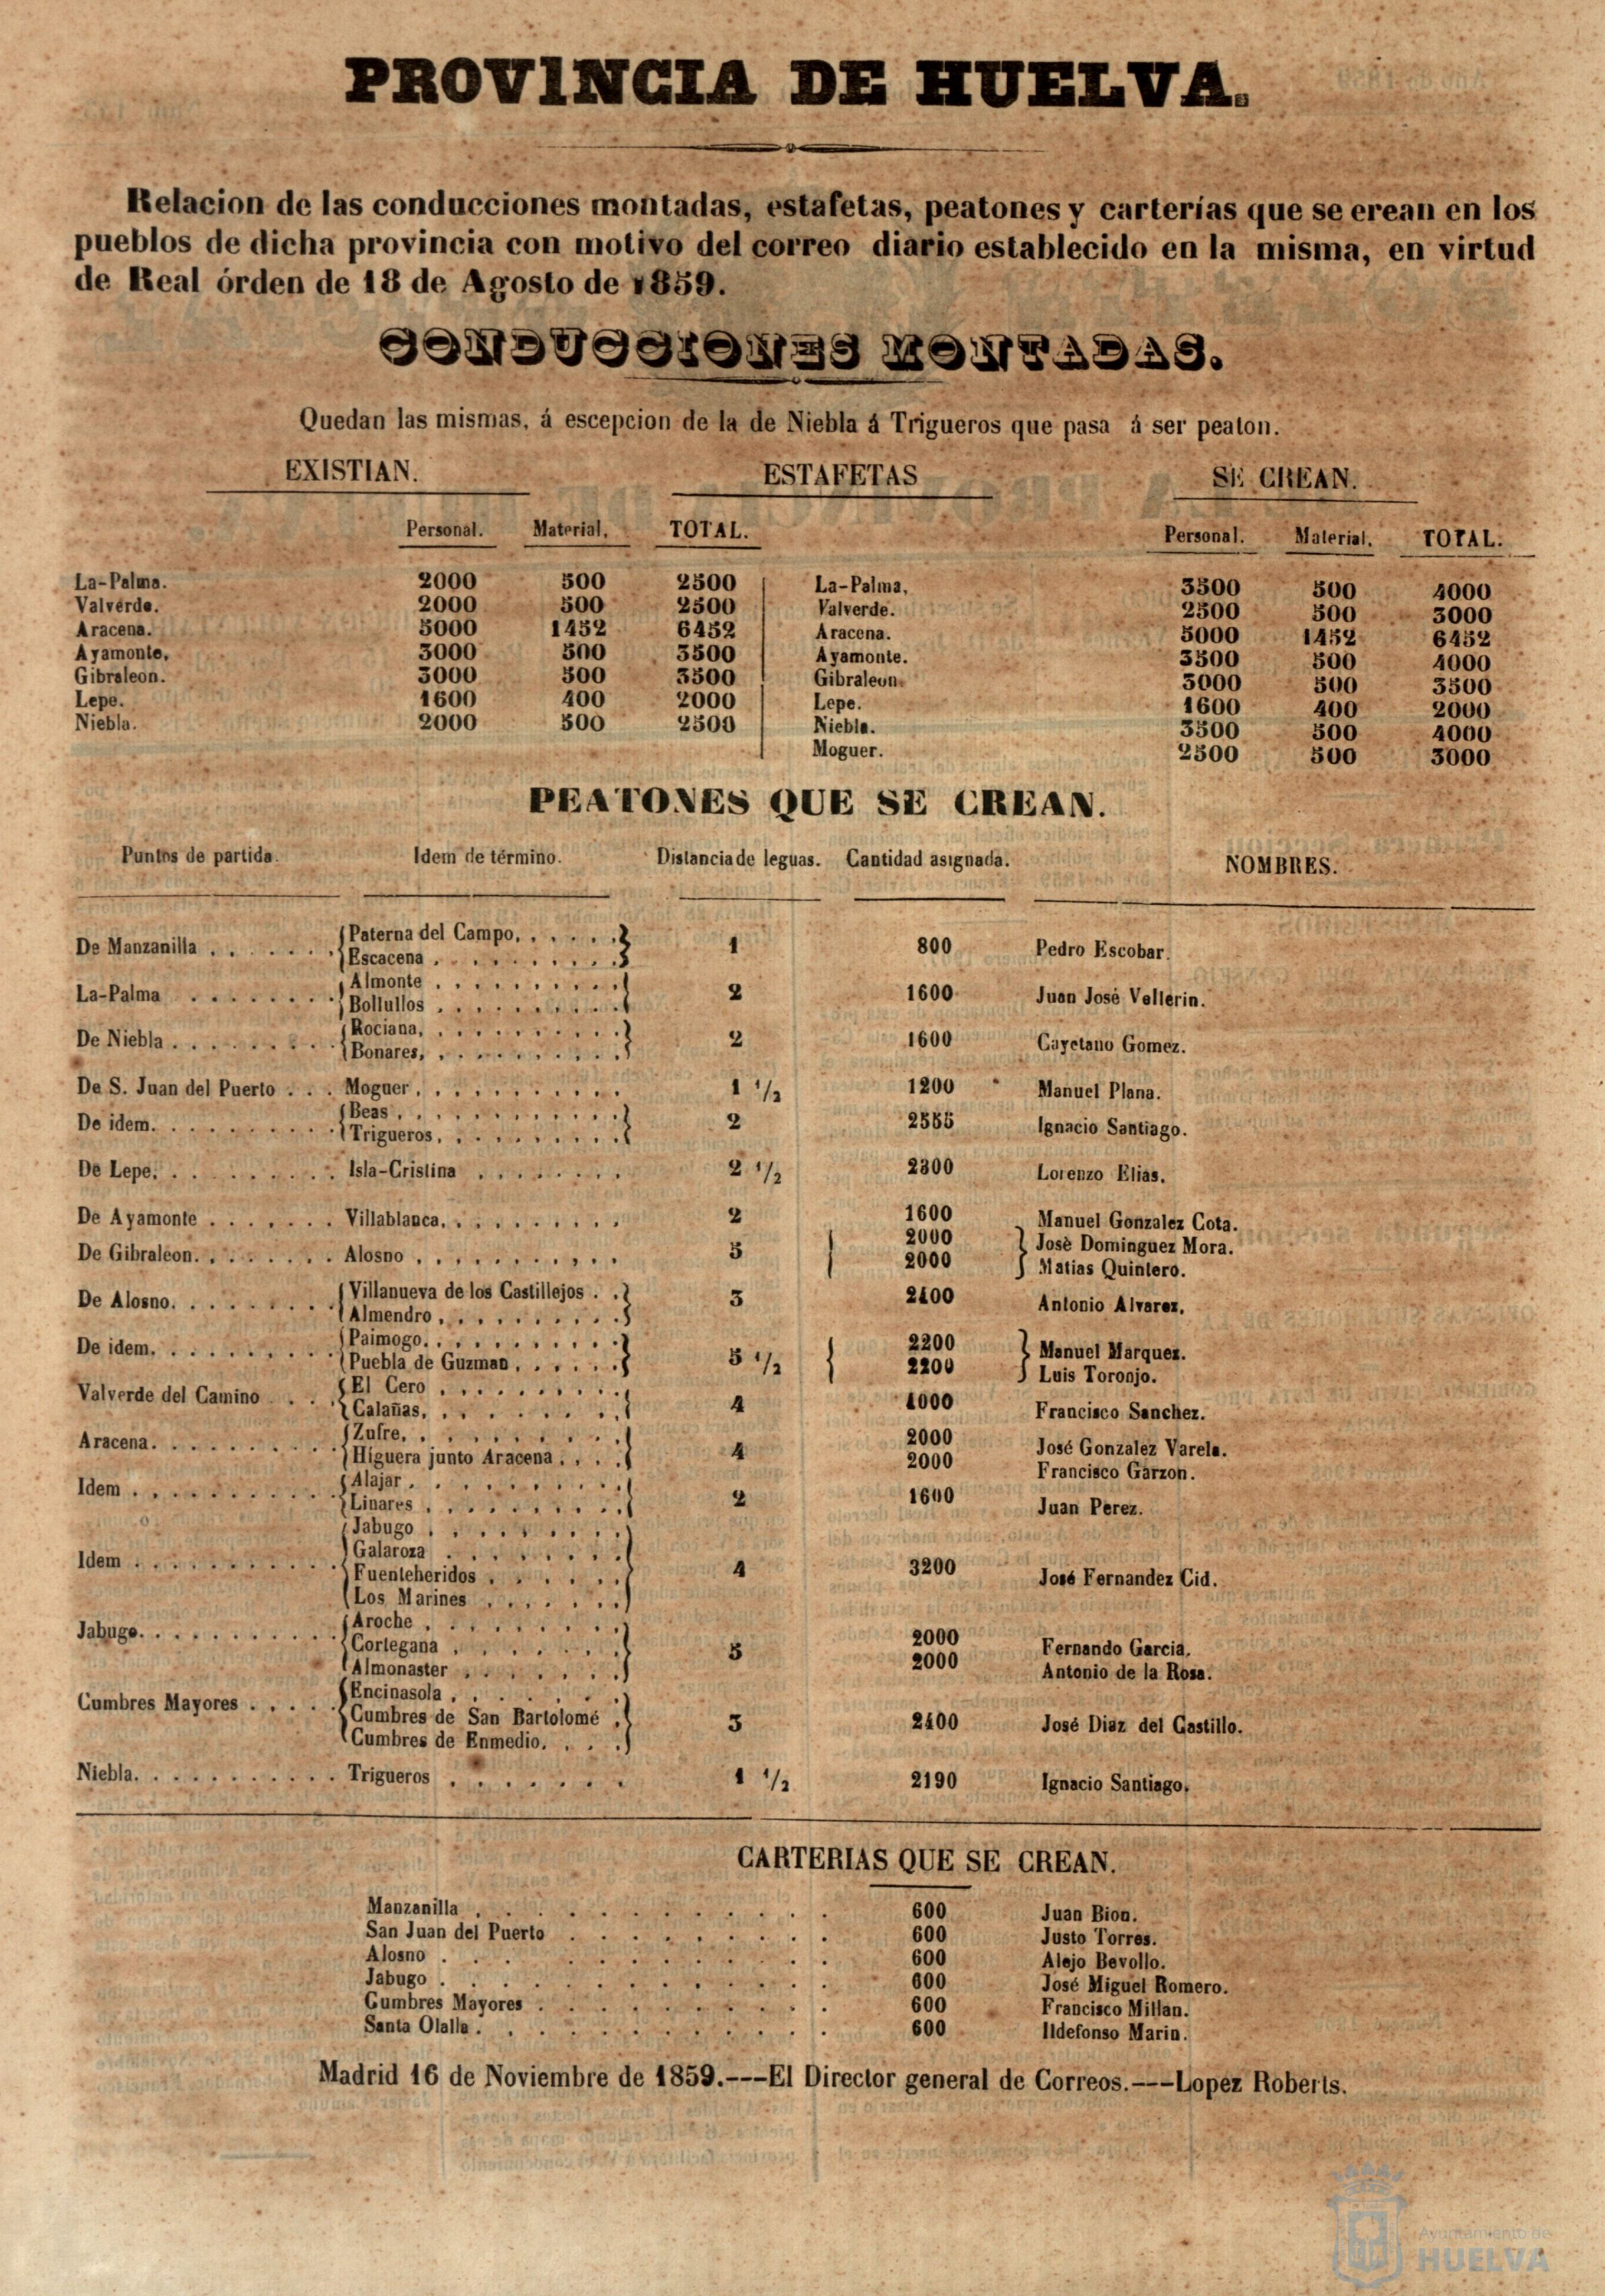 PROVINCIA DE HUELVA.
Relacion de las conducciones montadas, estafetas, peatones y carterías que se crean en los
pueblos de dicha provincia con motivo del correo diario establecido en la misma, en virtud
de Real órden de 18 de Agosto de 1859.
CONDUCCIONES MONTADAS.
Quedan las mismas, á escepcion de la de Niebla á Trigueros que pasa á ser peaton.
EXISTIAN. ESTAFETAS SE CREAN.
Personal. Material. TOTAL. Personal. Material. TOTAL.
La-Palma. 2000 500 2500 La-Palma. 3500 500 4000
Valverde. 2000 500 2500 Valverde. 2500 500 3000
Aracena. 5000 1452 6452 Aracena. 5000 1452 6452
Ayamonte. 3000 500 3500 Ayamonte. 3500 500 4000
Gibraleon. 3000 500 3500 Gibraleon. 3000 500 3500
Lepe. 1600 400 2000 Lepe. 1600 400 2000
Niebla. 2000 500 2500 Niebla. 3500 500 4000
Moguer. 2500 500 3000
PEATONES QUE SE CREAN.
Puntos de partida. Idem de término. Distancia de leguas. Cantidad asignada. NOMBRES.
De Manzanilla { Paterna del Campo, Escacena } 1 800 Pedro Escobar.
La-Palma { Almonte Bollullos } 2 1600 Juan José Vellerin.
De Niebla { Rociana, Bonares, } 2 1600 Cayetano Gomez.
De S. Juan del Puerto Moguer 1 1/2 1200 Manuel Plana.
De idem. { Beas Trigueros } 2 2555 Ignacio Santiago.
De Lepe. Isla-Cristina 2 1/2 2300 Lorenzo Elias.
De Ayamonte Villablanca. 2 1600 Manuel Gonzalez Cota.
De Gibraleon. Alosno 5 { 2000 2000 } Josè Dominguez Mora. Matias Quintero.
De Alosno. { Villanueva de los Castillejos Almendro } 3 2400 Antonio Alvarez.
De idem. { Paimogo. Puebla de Guzman } 5 1/2 { 2200 2200 } Manuel Marquez. Luis Toronjo.
Valverde del Camino { El Cero Calañas. } 4 4000 Francisco Sanchez.
Aracena. { Zufre, Higuera junto Aracena } 4 2000 2000 José Gonzalez Varela. Francisco Garzon.
Idem { Alajar Linares } 2 1600 Juan Perez.
Idem { Jabugo Galaroza Fuenteheridos Los Marines } 4 3200 José Fernandez Cid.
Jabugo. { Aroche Cortegana Almonaster } 5 2000 2000 Fernando Garcia. Antonio de la Rosa.
Cumbres Mayores { Encinasola Cumbres de San Bartolomé Cumbres de Enmedio. } 3 2400 José Diaz del Castillo.
Niebla. Trigueros 1 1/2 2190 Ignacio Santiago.
CARTERIAS QUE SE CREAN.
Manzanilla 600 Juan Bion.
San Juan del Puerto 600 Justo Torres.
Alosno 600 Alejo Bevollo.
Jabugo 600 José Miguel Romero.
Cumbres Mayores 600 Francisco Millan.
Santa Olalla 600 Ildefonso Marin.
Madrid 16 de Noviembre de 1859.---El Director general de Correos.---Lopez Roberts.
Ayuntamiento de
HUELVA